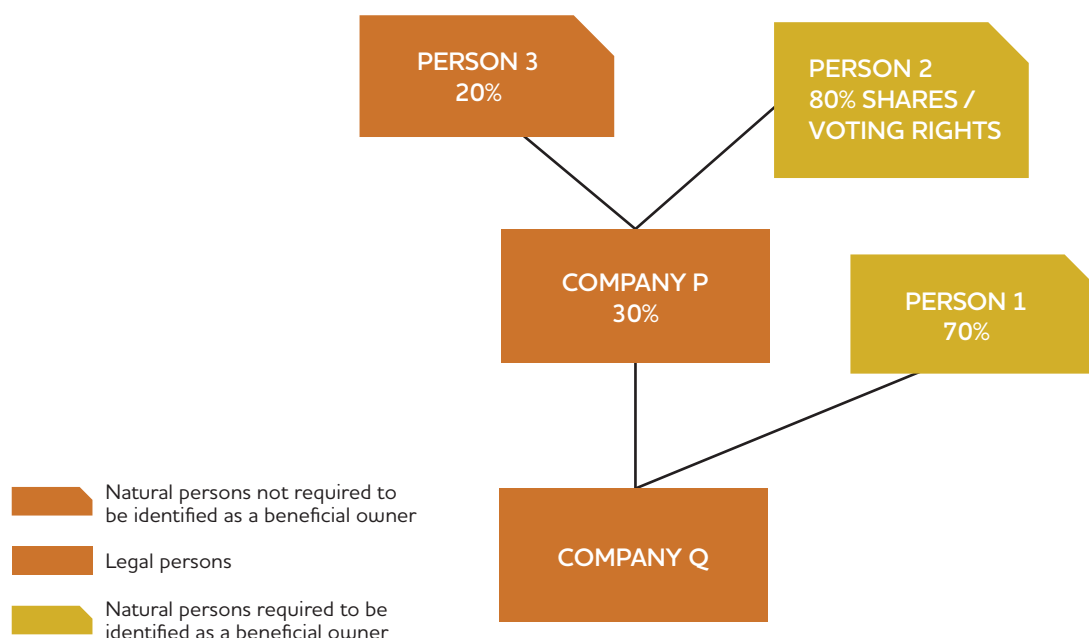 PERSON 3
20%
PERSON 2
80% SHARES /
VOTING RIGHTS
COMPANY P
30%
PERSON 1
70%
COMPANY Q
Natural persons not required to
be identified as a beneficial owner
Legal persons
Natural persons required to be
identified as a beneficial owner